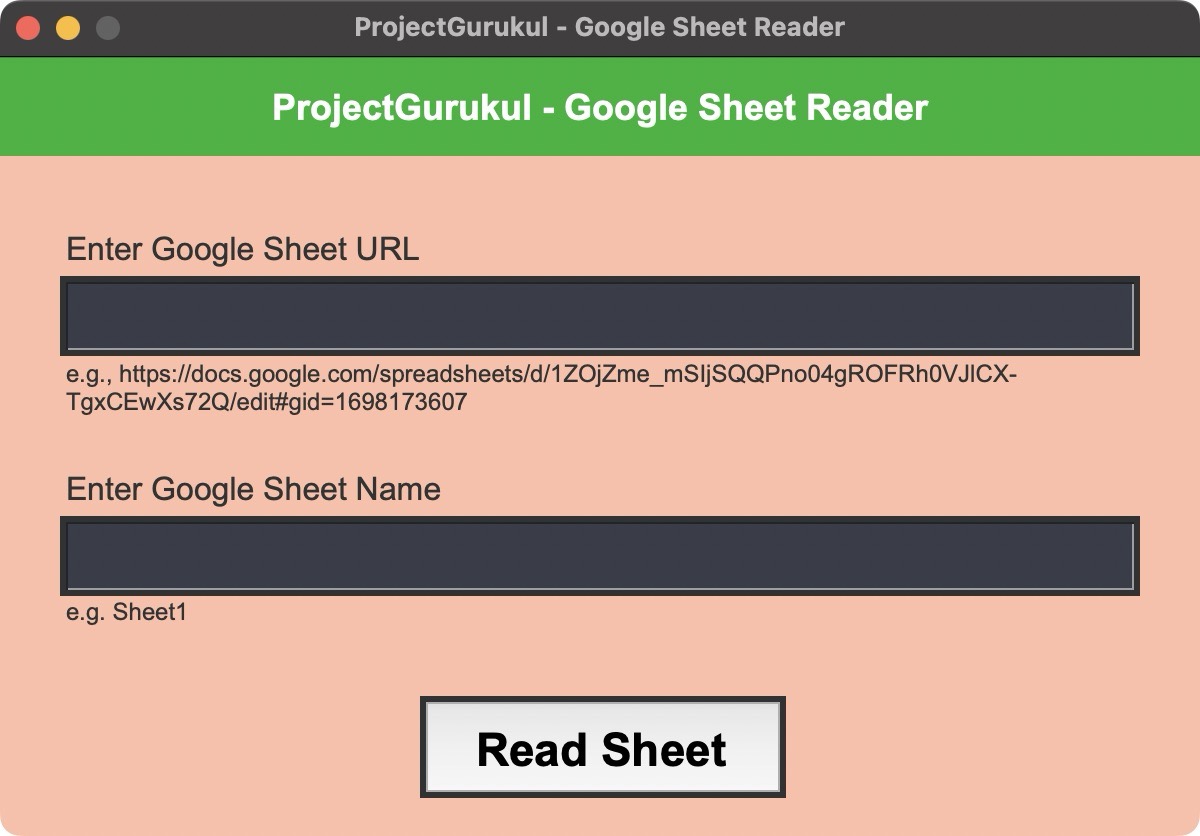 ProjectGurukul - Google Sheet Reader
ProjectGurukul - Google Sheet Reader
Enter Google Sheet URL
e.g., https://docs.google.com/spreadsheets/d/1ZOjZme_mSIjSQQPno04gROFRh0VJlCX-
TgxCEwXs72Q/edit#gid=1698173607
Enter Google Sheet Name
e.g. Sheet1
Read Sheet